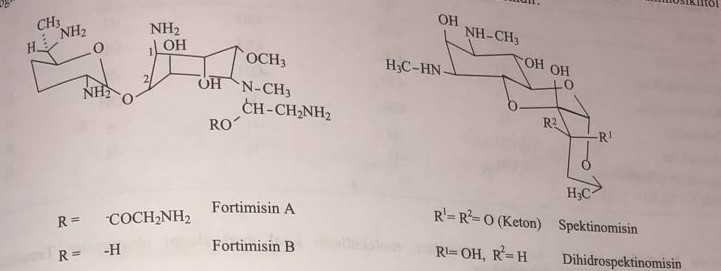 CH3
H NH2 O
NH2
OH
1
OCH3
2
NH2 O
OH
N-CH3
CH-CH2NH2
RO
R = -COCH2NH2 Fortimisin A
R = -H Fortimisin B
OH
NH-CH3
H3C-HN
OH OH
O
O
R2 R1
O
H3C
R1= R2= O (Keton) Spektinomisin
R1= OH, R2= H Dihidrospektinomisin